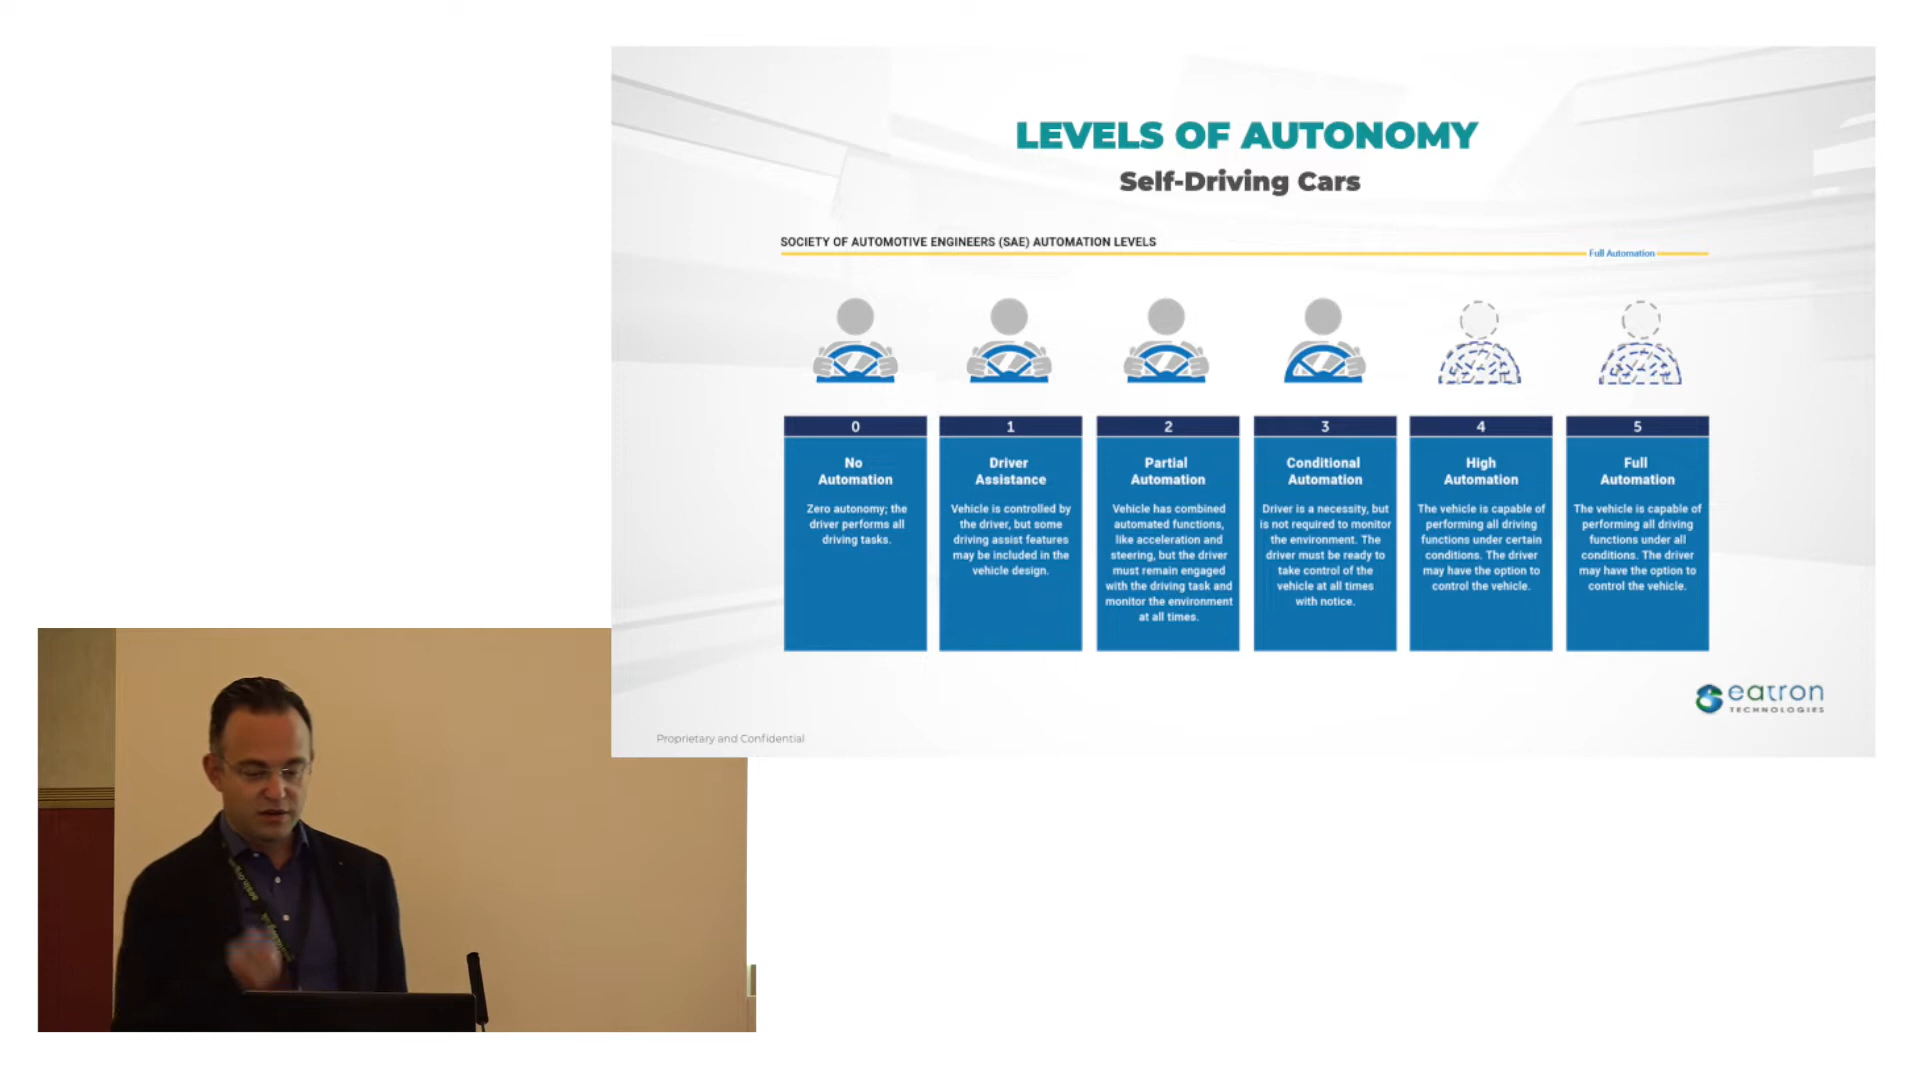 LEVELS OF AUTONOMY
Self-Driving Cars
SOCIETY OF AUTOMOTIVE ENGINEERS (SAE) AUTOMATION LEVELS
Full Automation
0
No
Automation
Zero autonomy; the
driver performs all
driving tasks.
1
Driver
Assistance
Vehicle is controlled by
the driver, but some
driving assist features
may be included in the
vehicle design.
2
Partial
Automation
Vehicle has combined
automated functions,
like acceleration and
steering, but the driver
must remain engaged
with the driving task and
monitor the environment
at all times.
3
Conditional
Automation
Driver is a necessity, but
is not required to monitor
the environment. The
driver must be ready to
take control of the
vehicle at all times
with notice.
4
High
Automation
The vehicle is capable of
performing all driving
functions under certain
conditions. The driver
may have the option to
control the vehicle.
5
Full
Automation
The vehicle is capable of
performing all driving
functions under all
conditions. The driver
may have the option to
control the vehicle.
eatron
TECHNOLOGIES
Proprietary and Confidential